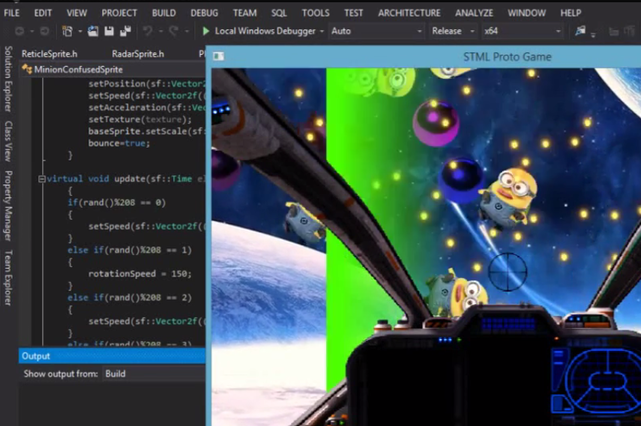 FILE EDIT VIEW PROJECT BUILD DEBUG TEAM SQL TOOLS TEST ARCHITECTURE ANALYZE WINDOW HELP
Local Windows Debugger Auto Release x64
ReticleSprite.h RadarSprite.h
STML Proto Game
MinionConfusedSprite
Solution Explorer
Class View
Property Manager
Team Explorer
setPosition(sf::Vector2f
setSpeed(sf::Vector2f((
setAcceleration(sf::Ve
setTexture(texture);
baseSprite.setScale(sf:
bounce=true;
}
virtual void update(sf::Time el
{
if(rand()%208 == 0)
{
setSpeed(sf::Vector2f((
}
else if(rand()%208 == 1)
{
rotationSpeed = 150;
}
else if(rand()%208 == 2)
{
setSpeed(sf::Vector2f((
}
else if(rand()%208 == 3)
Output
Show output from: Build